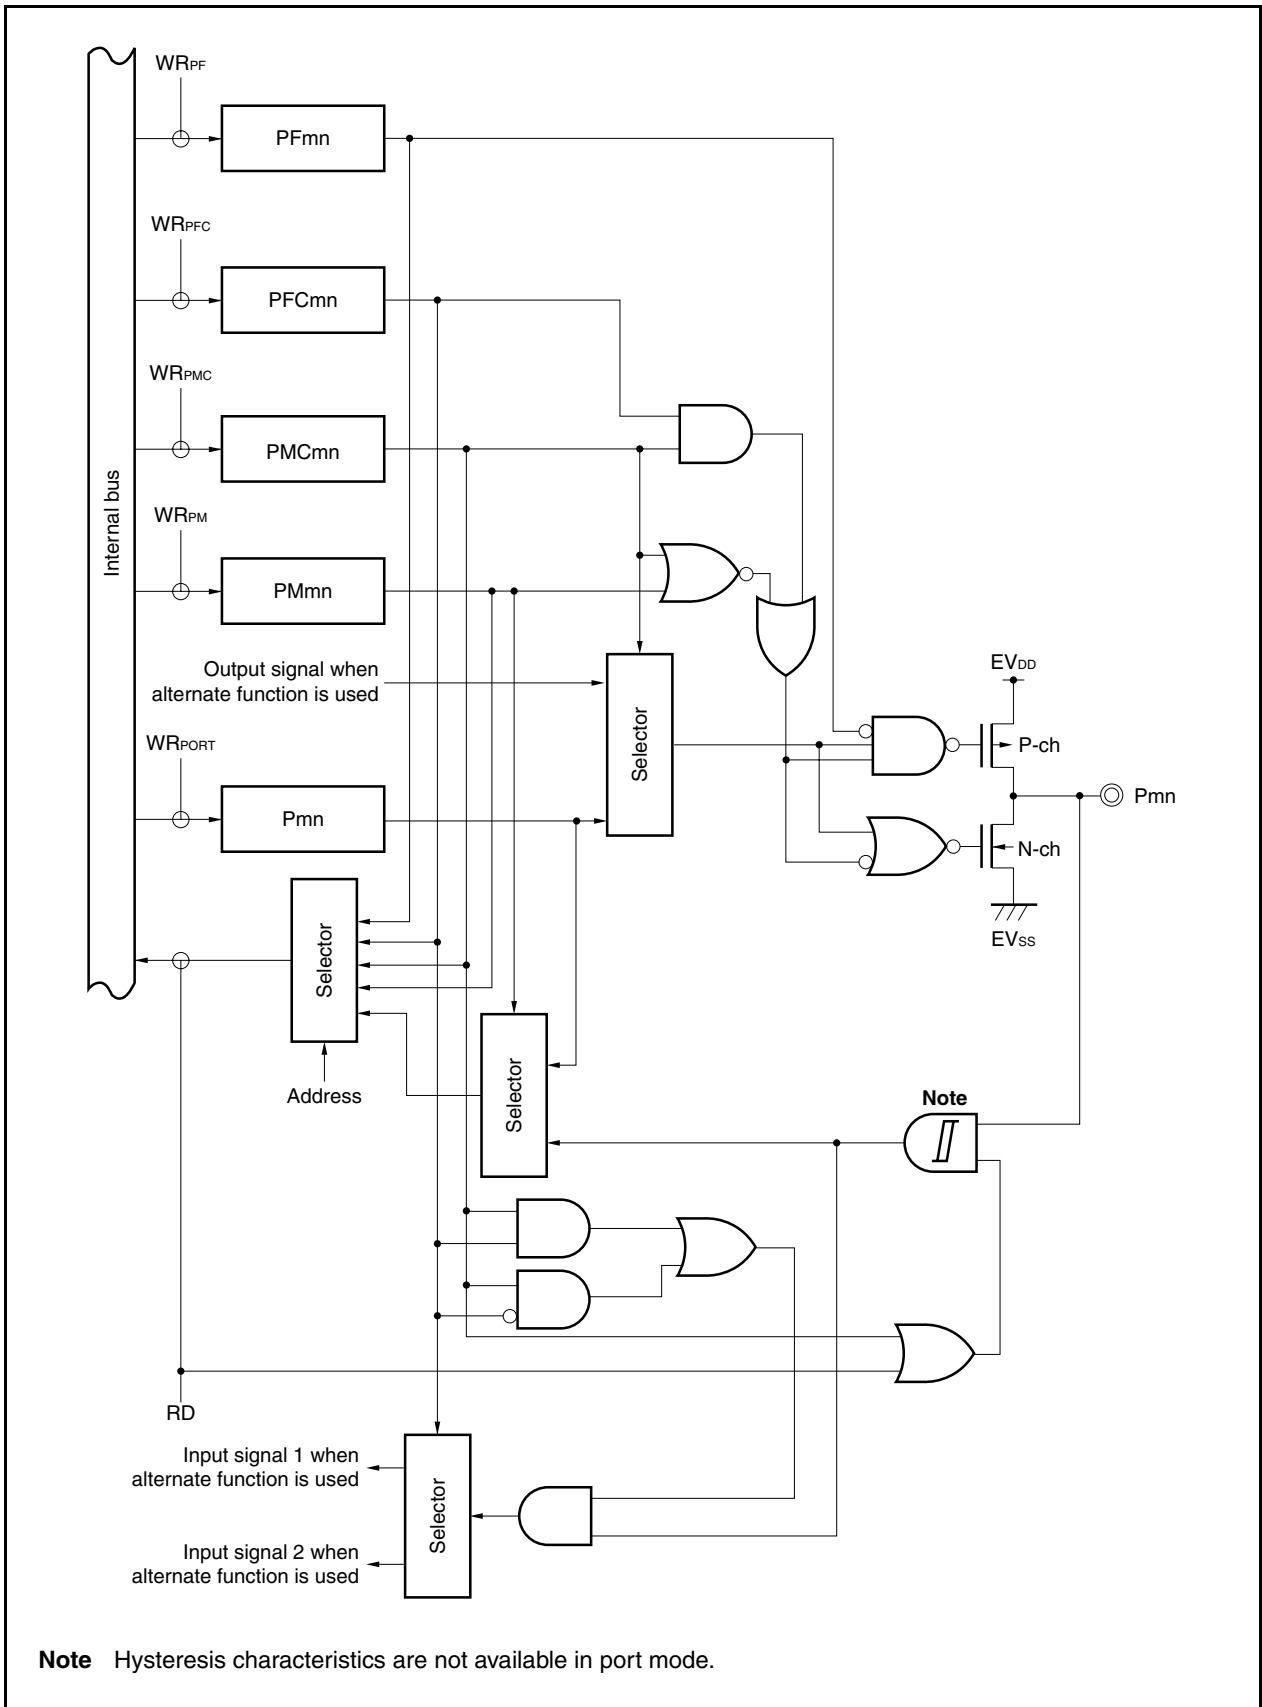 WRPF
PFmn
WRPFC
PFCmn
WRPMC
PMCmn
Internal bus
WRPM
PMmn
Output signal when
alternate function is used
Selector
EVDD
P-ch
WRPORT
Pmn
Pmn
N-ch
EVSS
Selector
Address
Selector
Note
RD
Input signal 1 when
alternate function is used
Selector
Input signal 2 when
alternate function is used
Note Hysteresis characteristics are not available in port mode.